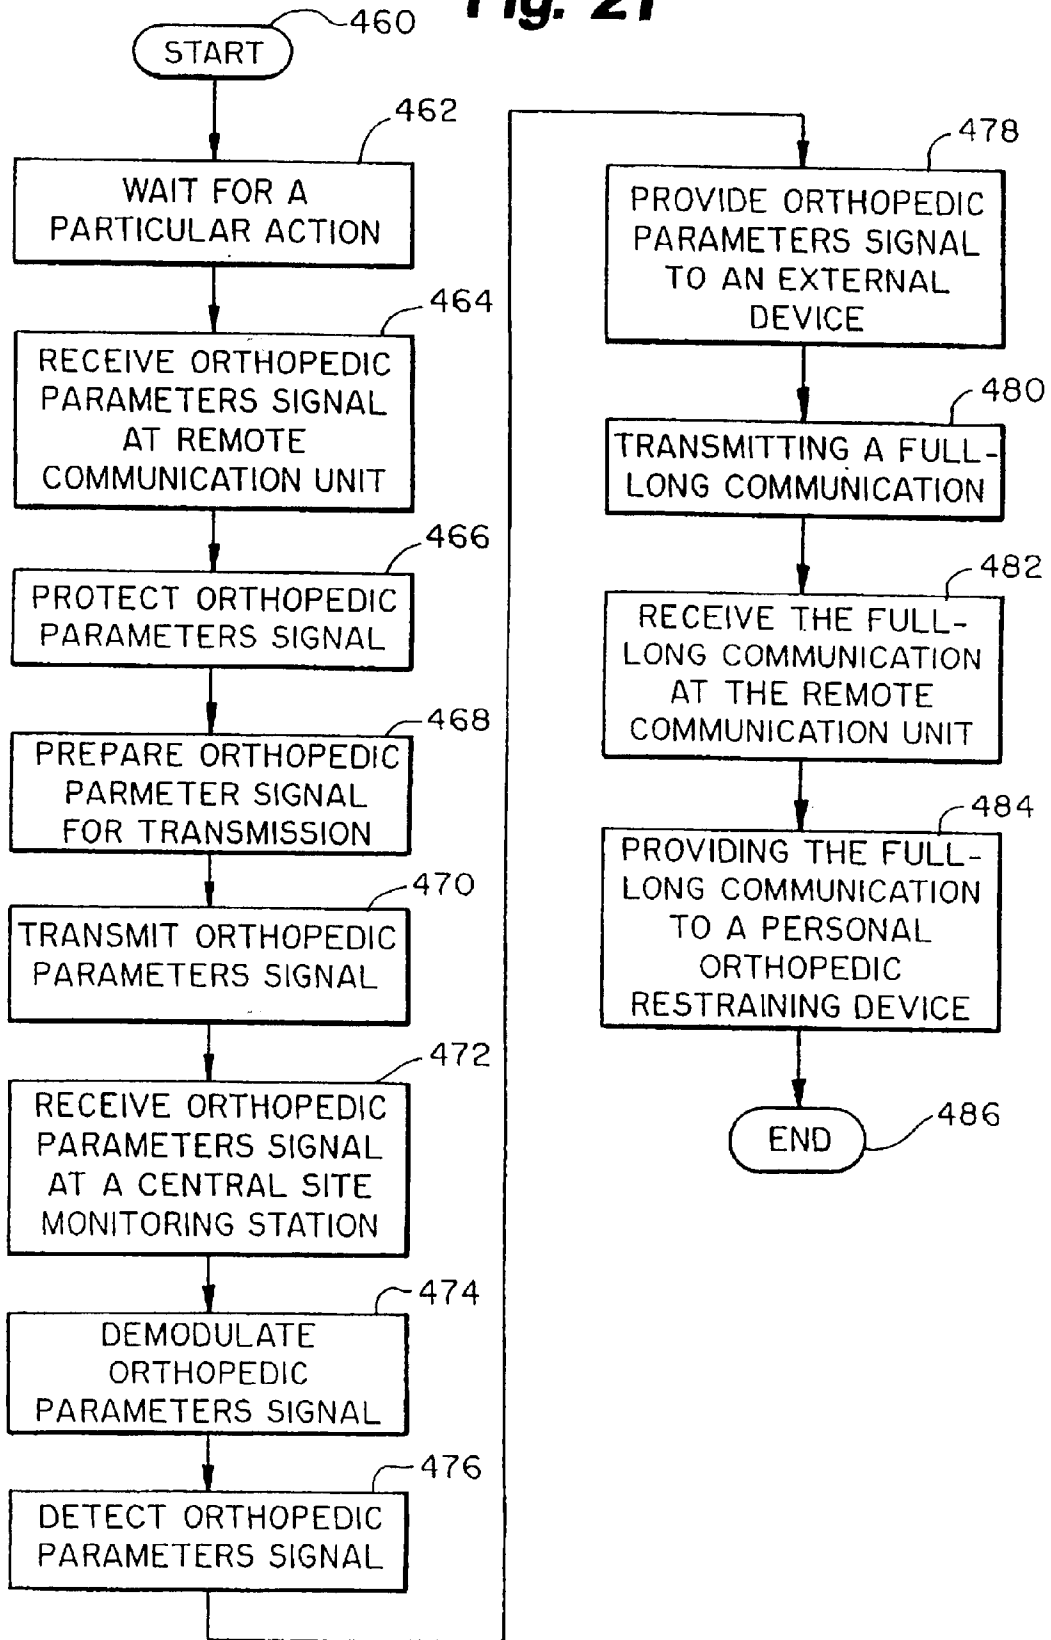 Fig. 21
460
START
462
WAIT FOR A
PARTICULAR ACTION
464
RECEIVE ORTHOPEDIC
PARAMETERS SIGNAL
AT REMOTE
COMMUNICATION UNIT
466
PROTECT ORTHOPEDIC
PARAMETERS SIGNAL
468
PREPARE ORTHOPEDIC
PARMETER SIGNAL
FOR TRANSMISSION
470
TRANSMIT ORTHOPEDIC
PARAMETERS SIGNAL
472
RECEIVE ORTHOPEDIC
PARAMETERS SIGNAL
AT A CENTRAL SITE
MONITORING STATION
474
DEMODULATE
ORTHOPEDIC
PARAMETERS SIGNAL
476
DETECT ORTHOPEDIC
PARAMETERS SIGNAL
478
PROVIDE ORTHOPEDIC
PARAMETERS SIGNAL
TO AN EXTERNAL
DEVICE
480
TRANSMITTING A FULL-
LONG COMMUNICATION
482
RECEIVE THE FULL-
LONG COMMUNICATION
AT THE REMOTE
COMMUNICATION UNIT
484
PROVIDING THE FULL-
LONG COMMUNICATION
TO A PERSONAL
ORTHOPEDIC
RESTRAINING DEVICE
END
486